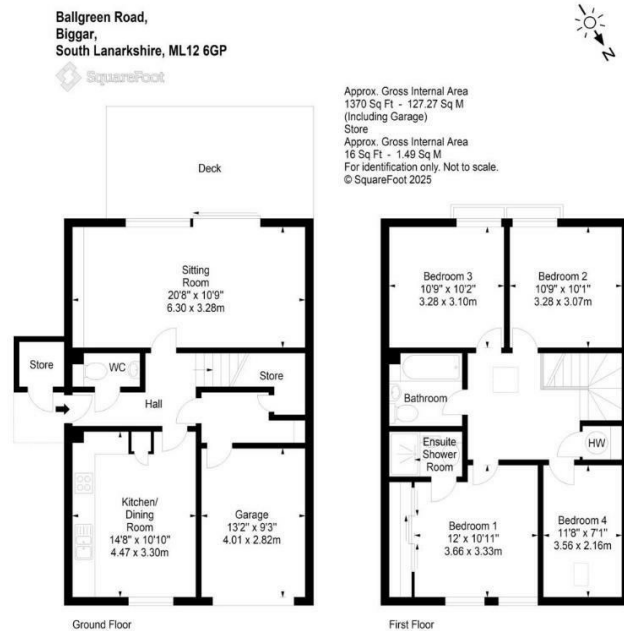 Ballgreen Road,
Biggar,
South Lanarkshire, ML12 6GP
SquareFoot
N
Approx. Gross Internal Area
1370 Sq Ft - 127.27 Sq M
(Including Garage)
Store
Approx. Gross Internal Area
16 Sq Ft - 1.49 Sq M
For identification only. Not to scale.
© SquareFoot 2025
Deck
Sitting
Room
20'8" x 10'9"
6.30 x 3.28m
Store
WC
Store
Hall
Kitchen/
Dining
Room
14'8" x 10'10"
4.47 x 3.30m
Garage
13'2" x 9'3"
4.01 x 2.82m
Ground Floor
Bedroom 3
10'9" x 10'2"
3.28 x 3.10m
Bedroom 2
10'9" x 10'1"
3.28 x 3.07m
Bathroom
Ensuite
Shower
Room
HW
Bedroom 1
12' x 10'11"
3.66 x 3.33m
Bedroom 4
11'8" x 7'1"
3.56 x 2.16m
First Floor